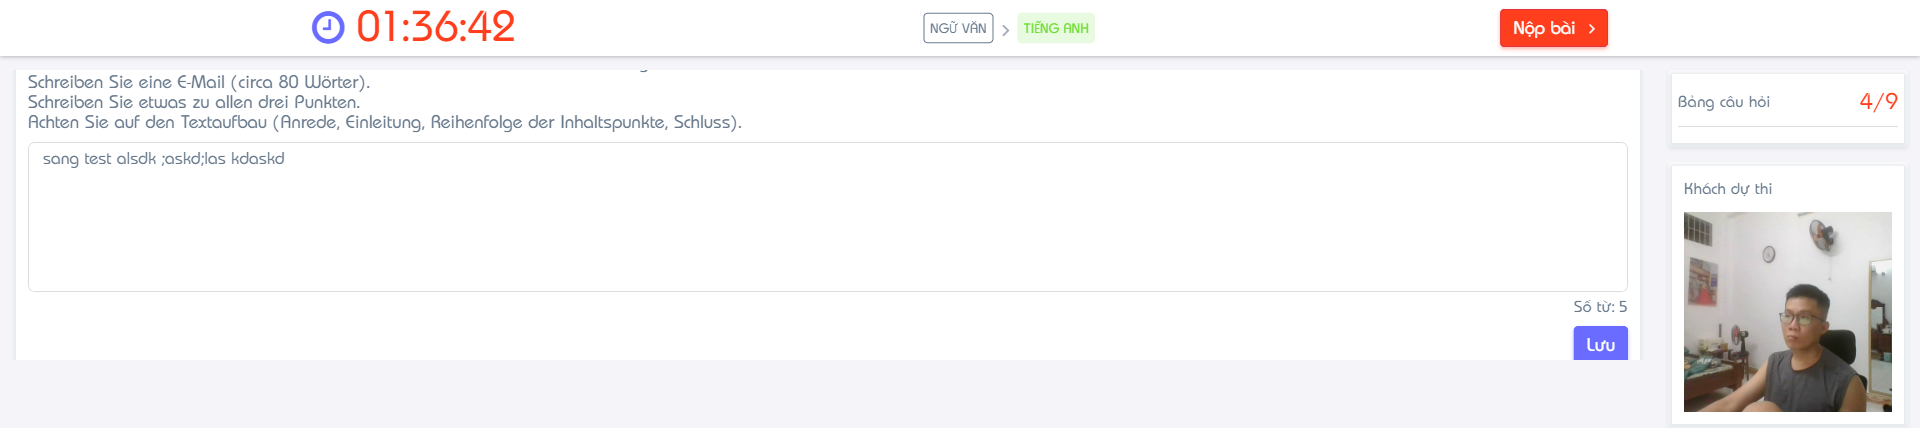 01:36:42
NGỮ VĂN > TIẾNG ANH
Nộp bài >
Schreiben Sie eine E-Mail (circa 80 Wörter).
Schreiben Sie etwas zu allen drei Punkten.
Achten Sie auf den Textaufbau (Anrede, Einleitung, Reihenfolge der Inhaltspunkte, Schluss).
sang test alsdk ;askd;las kdaskd
Số từ: 5
Lưu
Bảng câu hỏi 4/9
Khách dự thi